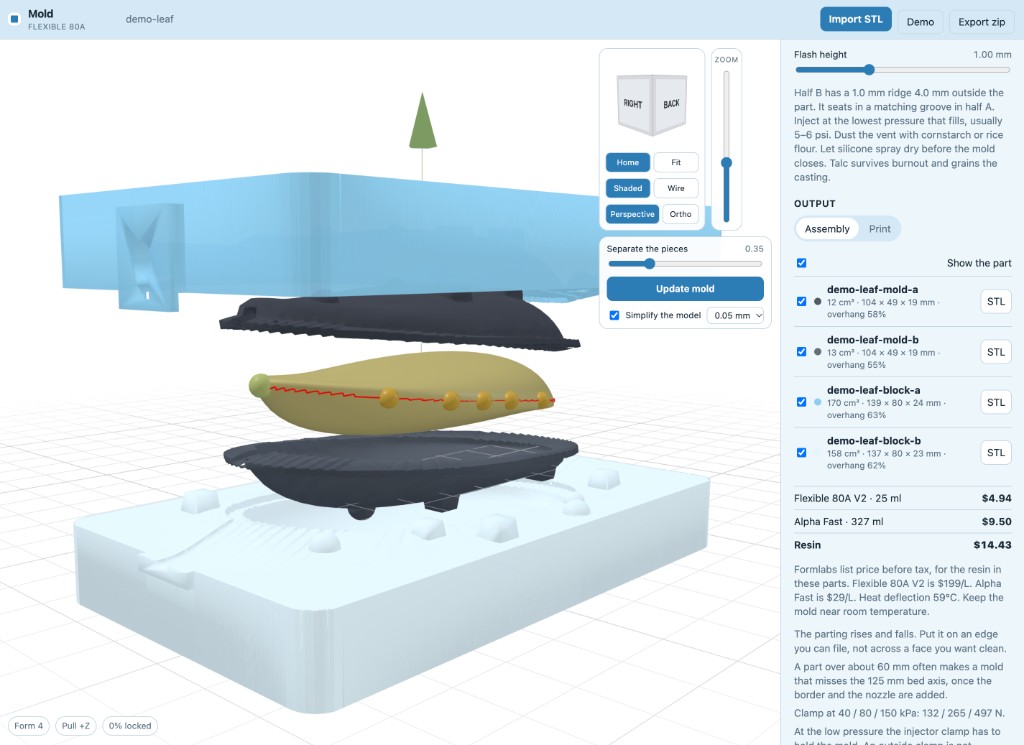 Mold
FLEXIBLE 80A
demo-leaf
Import STL
Demo
Export zip
RIGHT
BACK
ZOOM
Home
Fit
Shaded
Wire
Perspective
Ortho
Separate the pieces 0.35
Update mold
Simplify the model
0.05 mm
Form 4
Pull +Z
0% locked
Flash height 1.00 mm
Half B has a 1.0 mm ridge 4.0 mm outside the
part. It seats in a matching groove in half A.
Inject at the lowest pressure that fills, usually
5–6 psi. Dust the vent with cornstarch or rice
flour. Let silicone spray dry before the mold
closes. Talc survives burnout and grains the
casting.
OUTPUT
Assembly
Print
Show the part
demo-leaf-mold-a
12 cm³ · 104 × 49 × 19 mm ·
overhang 58%
STL
demo-leaf-mold-b
13 cm³ · 104 × 49 × 19 mm ·
overhang 55%
STL
demo-leaf-block-a
170 cm³ · 139 × 80 × 24 mm ·
overhang 63%
STL
demo-leaf-block-b
158 cm³ · 137 × 80 × 23 mm ·
overhang 62%
STL
Flexible 80A V2 · 25 ml $4.94
Alpha Fast · 327 ml $9.50
Resin $14.43
Formlabs list price before tax, for the resin in
these parts. Flexible 80A V2 is $199/L. Alpha
Fast is $29/L. Heat deflection 59°C. Keep the
mold near room temperature.
The parting rises and falls. Put it on an edge
you can file, not across a face you want clean.
A part over about 60 mm often makes a mold
that misses the 125 mm bed axis, once the
border and the nozzle are added.
Clamp at 40 / 80 / 150 kPa: 132 / 265 / 497 N.
At the low pressure the injector clamp has to